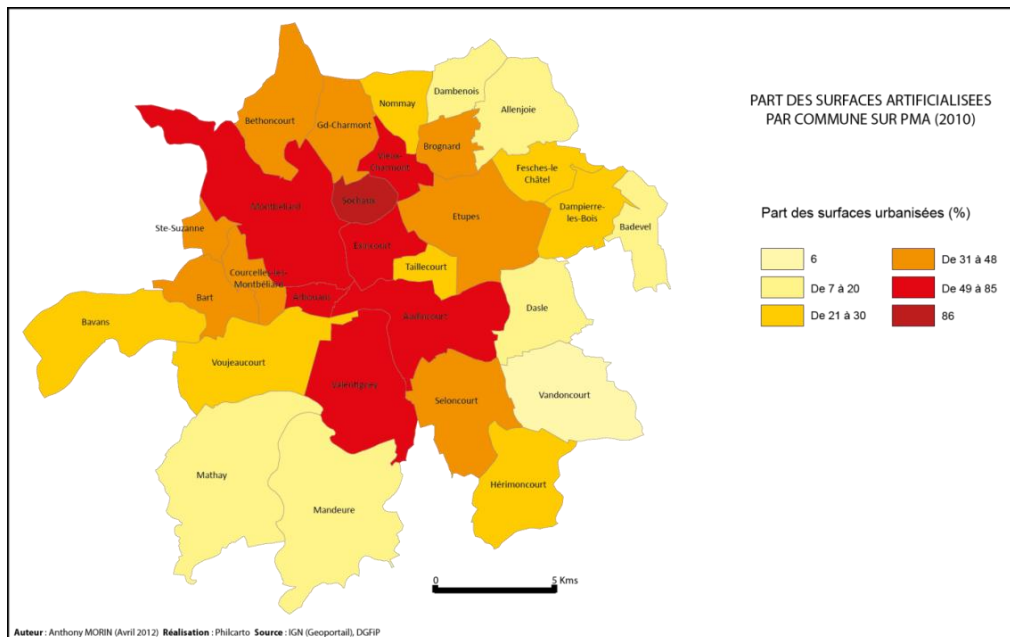 PART DES SURFACES ARTIFICIALISEES
PAR COMMUNE SUR PMA (2010)
Part des surfaces urbanisées (%)
6
De 7 à 20
De 21 à 30
De 31 à 48
De 49 à 85
86
Dambenois
Nommay
Allenjoie
Bethoncourt
Gd-Charmont
Brognard
Vieux-
Charmont
Fesches-le
Châtel
Sochaux
Montbéliard
Dampierre-
les-Bois
Etupes
Badevel
Ste-Suzanne
Exincourt
Taillecourt
Courcelles-les-
Montbéliard
Bart
Arbouans
Dasle
Audincourt
Bavans
Voujeaucourt
Valentigney
Vandoncourt
Seloncourt
Mathay
Hérimoncourt
Mandeure
0 5 Kms
Auteur : Anthony MORIN (Avril 2012) Réalisation : Philcarto Source : IGN (Geoportail), DGFiP